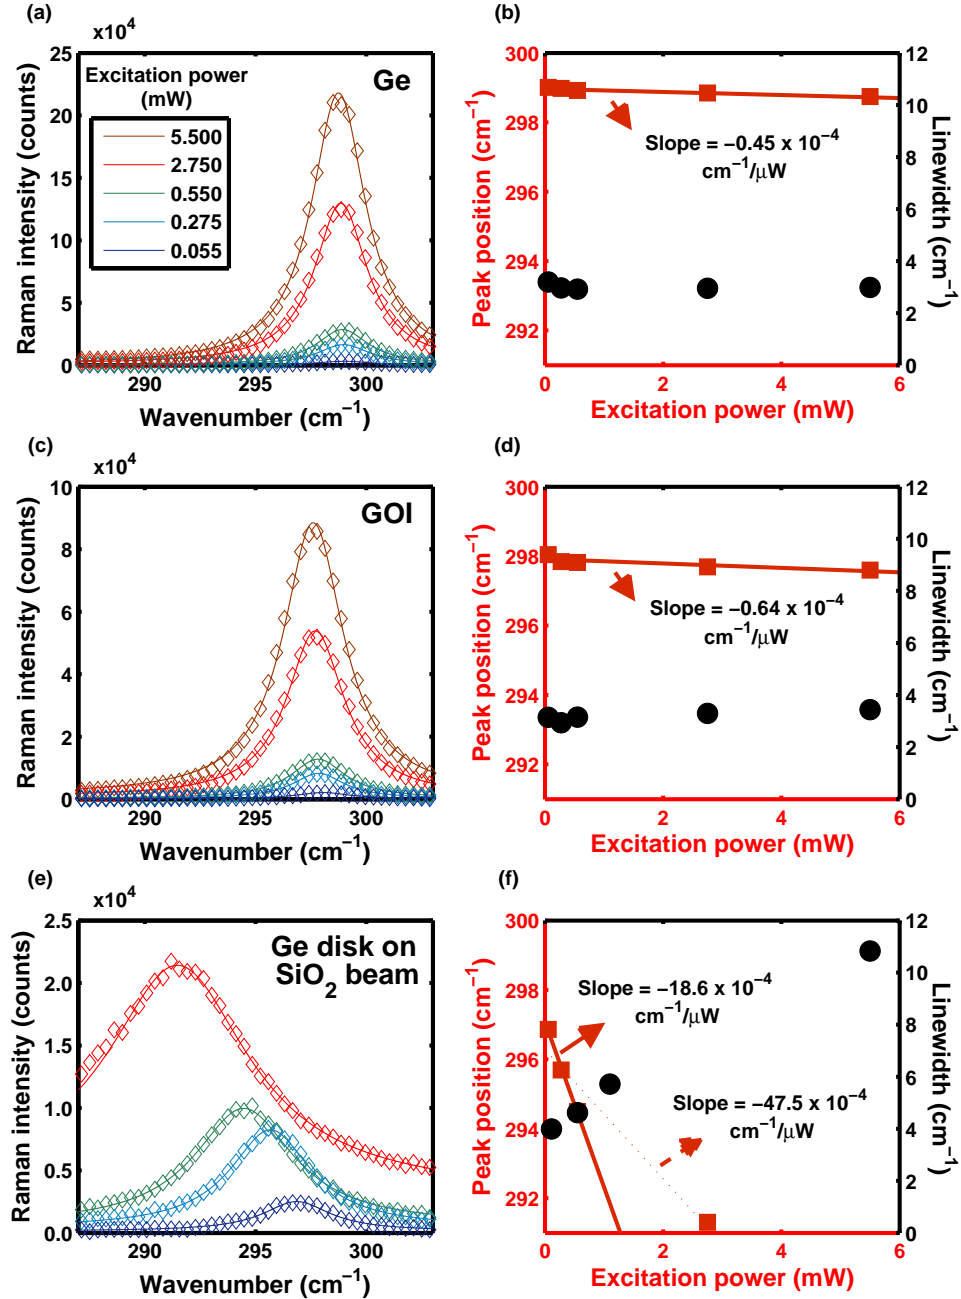 (a)
x10⁴
25
20
15
10
5
0
Raman intensity (counts)
Excitation power
(mW)
5.500
2.750
0.550
0.275
0.055
Ge
290
295
300
Wavenumber (cm⁻¹)
(b)
300
298
296
294
292
Peak position (cm⁻¹)
Slope = −0.45 x 10⁻⁴
cm⁻¹/μW
12
10
8
6
4
2
0
Linewidth (cm⁻¹)
0
2
4
6
Excitation power (mW)
(c)
x10⁴
10
8
6
4
2
0
Raman intensity (counts)
GOI
290
295
300
Wavenumber (cm⁻¹)
(d)
300
298
296
294
292
Peak position (cm⁻¹)
Slope = −0.64 x 10⁻⁴
cm⁻¹/μW
12
10
8
6
4
2
0
Linewidth (cm⁻¹)
0
2
4
6
Excitation power (mW)
(e)
x10⁴
2.5
2.0
1.5
1.0
0.5
0.0
Raman intensity (counts)
Ge disk on
SiO₂ beam
290
295
300
Wavenumber (cm⁻¹)
(f)
300
298
296
294
292
Peak position (cm⁻¹)
Slope = −18.6 x 10⁻⁴
cm⁻¹/μW
Slope = −47.5 x 10⁻⁴
cm⁻¹/μW
12
10
8
6
4
2
0
Linewidth (cm⁻¹)
0
2
4
6
Excitation power (mW)